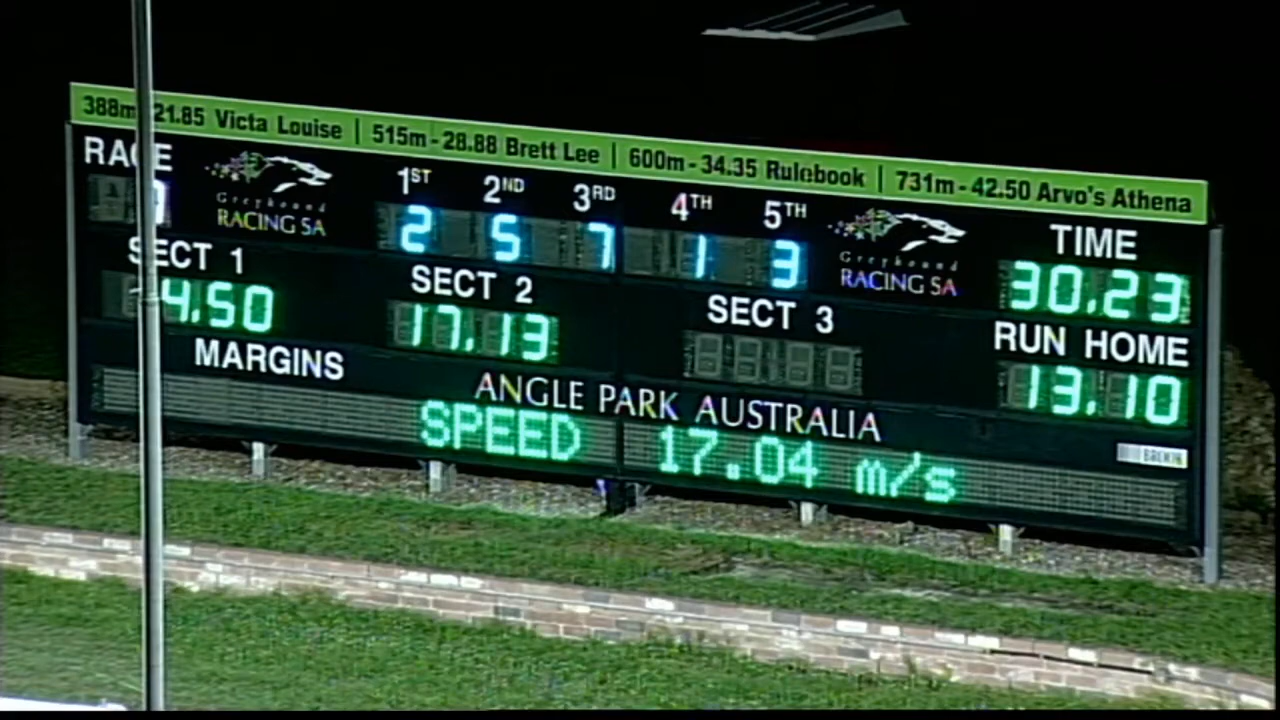 388m-21.85 Victa Louise | 515m-28.88 Brett Lee | 600m-34.35 Rulebook | 731m-42.50 Arvo's Athena
RACE
Greyhound
RACING SA
1ST 2ND 3RD 4TH 5TH
2 5 7 1 3
Greyhound
RACING SA
TIME
30.23
SECT 1
4.50
SECT 2
17.13
SECT 3
RUN HOME
13.10
MARGINS
ANGLE PARK AUSTRALIA
SPEED 17.04 m/s